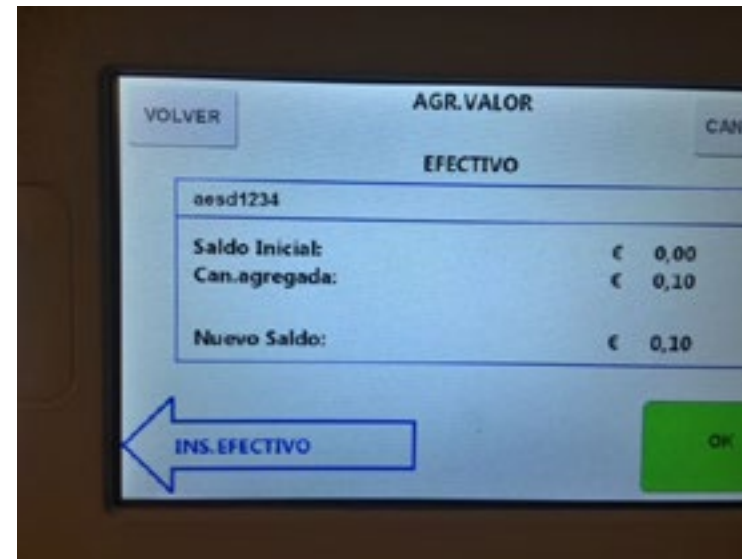 VOLVER
AGR.VALOR
CAN
EFECTIVO
aesd1234
Saldo Inicial: € 0,00
Can.agregada: € 0,10
Nuevo Saldo: € 0,10
INS.EFECTIVO
OK